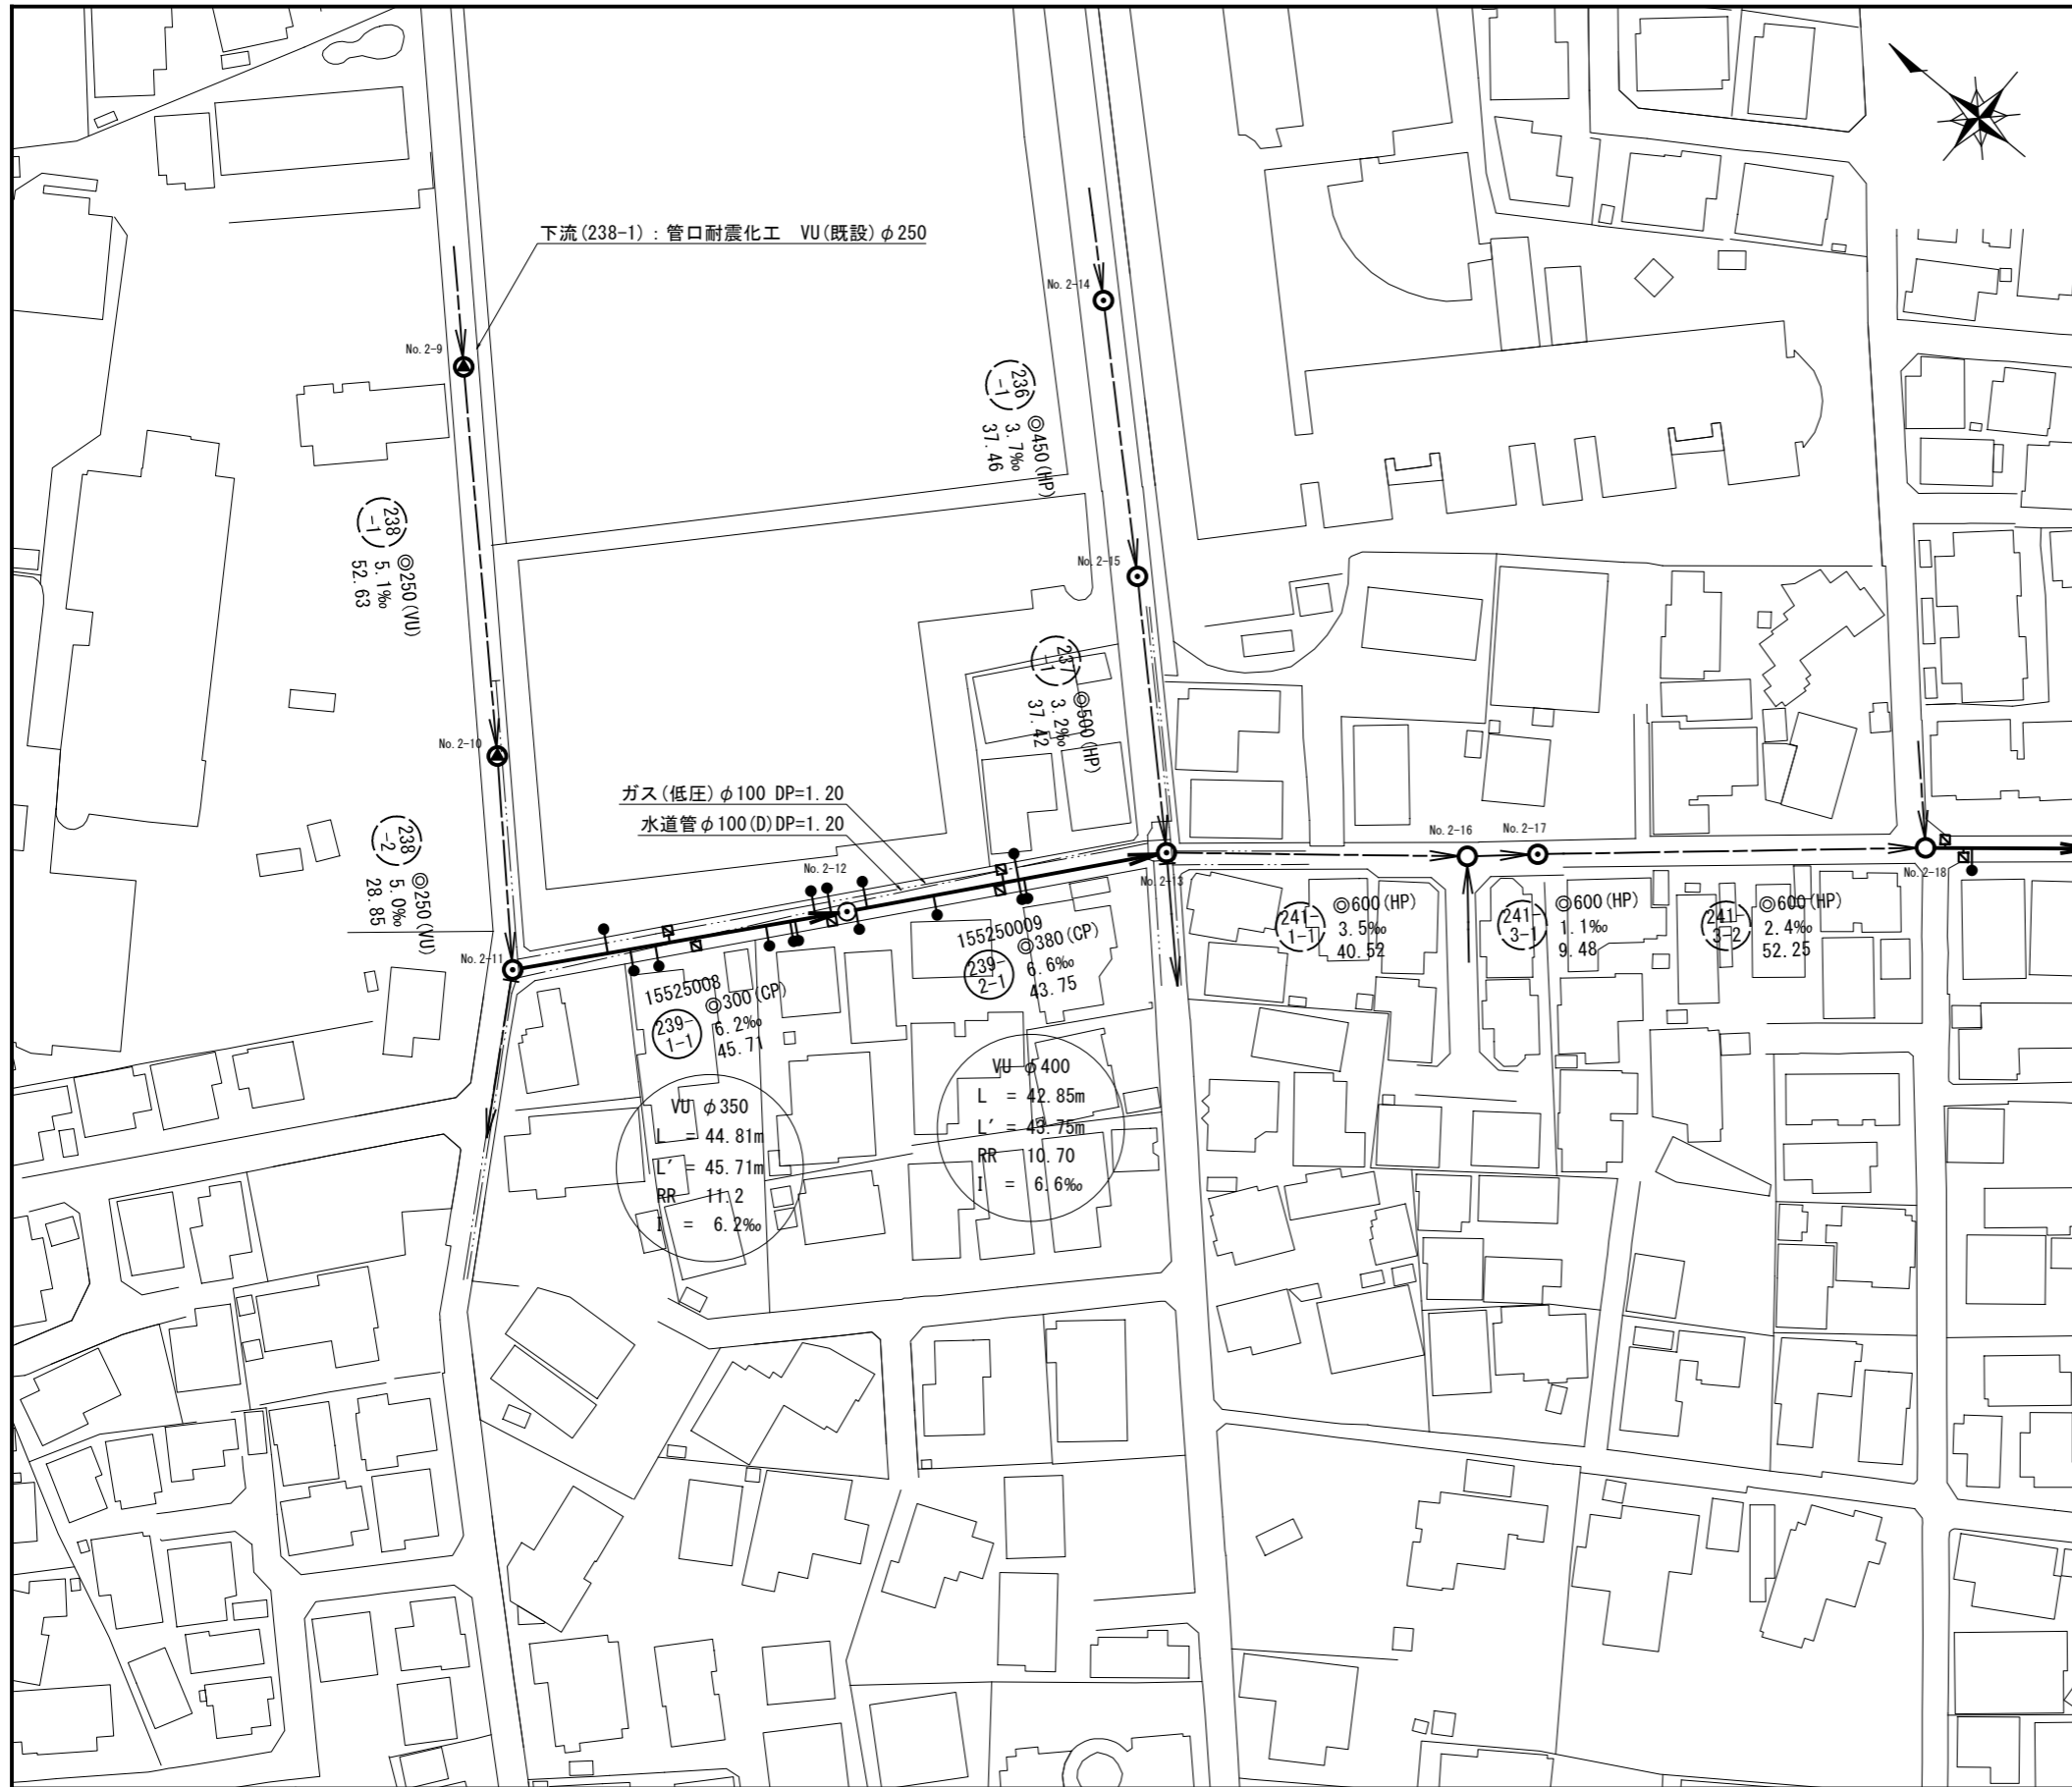 下流(238-1)：管口耐震化工　VU(既設)φ250
No.2-14
No.2-9
236
-1
◎450(HP)
3.7‰
37.46
238
-1
◎250(VU)
5.1‰
52.63
No.2-15
237
-1
◎500(HP)
3.2‰
37.42
No.2-10
ガス(低圧)φ100 DP=1.20
水道管φ100(D)DP=1.20
238
-2
◎250(VU)
5.0‰
28.85
No.2-12
No.2-13
No.2-16
No.2-17
No.2-18
No.2-11
241-
1-1
◎600(HP)
3.5‰
40.52
241-
3-1
◎600(HP)
1.1‰
9.48
241-
3-2
◎600(HP)
2.4‰
52.25
155250009
◎380(CP)
239-
2-1
6.6‰
43.75
15525008
◎300(CP)
239-
1-1
6.2‰
45.71
VU φ400
L = 42.85m
L′ = 43.75m
RR 10.70
I = 6.6‰
VU φ350
L = 44.81m
L′ = 45.71m
RR 11.2
I = 6.2‰